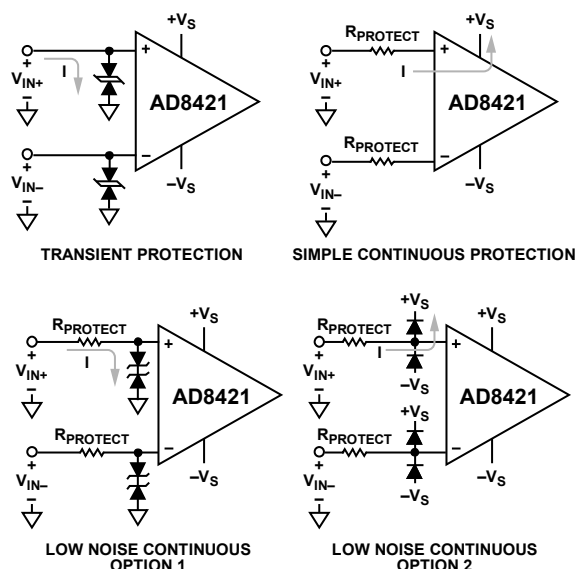 +VS
+
I
+
VIN+
−
AD8421
+
VIN−
−
−
−VS
TRANSIENT PROTECTION
+VS
RPROTECT
+
I
+
VIN+
−
AD8421
RPROTECT
+
VIN−
−
−
−VS
SIMPLE CONTINUOUS PROTECTION
+VS
RPROTECT
+
I
+
VIN+
−
AD8421
RPROTECT
+
VIN−
−
−
−VS
LOW NOISE CONTINUOUS
OPTION 1
+VS
+VS
RPROTECT
+
I
+
VIN+
−
−VS
AD8421
+VS
RPROTECT
+
VIN−
−
−
−VS
−VS
LOW NOISE CONTINUOUS
OPTION 2